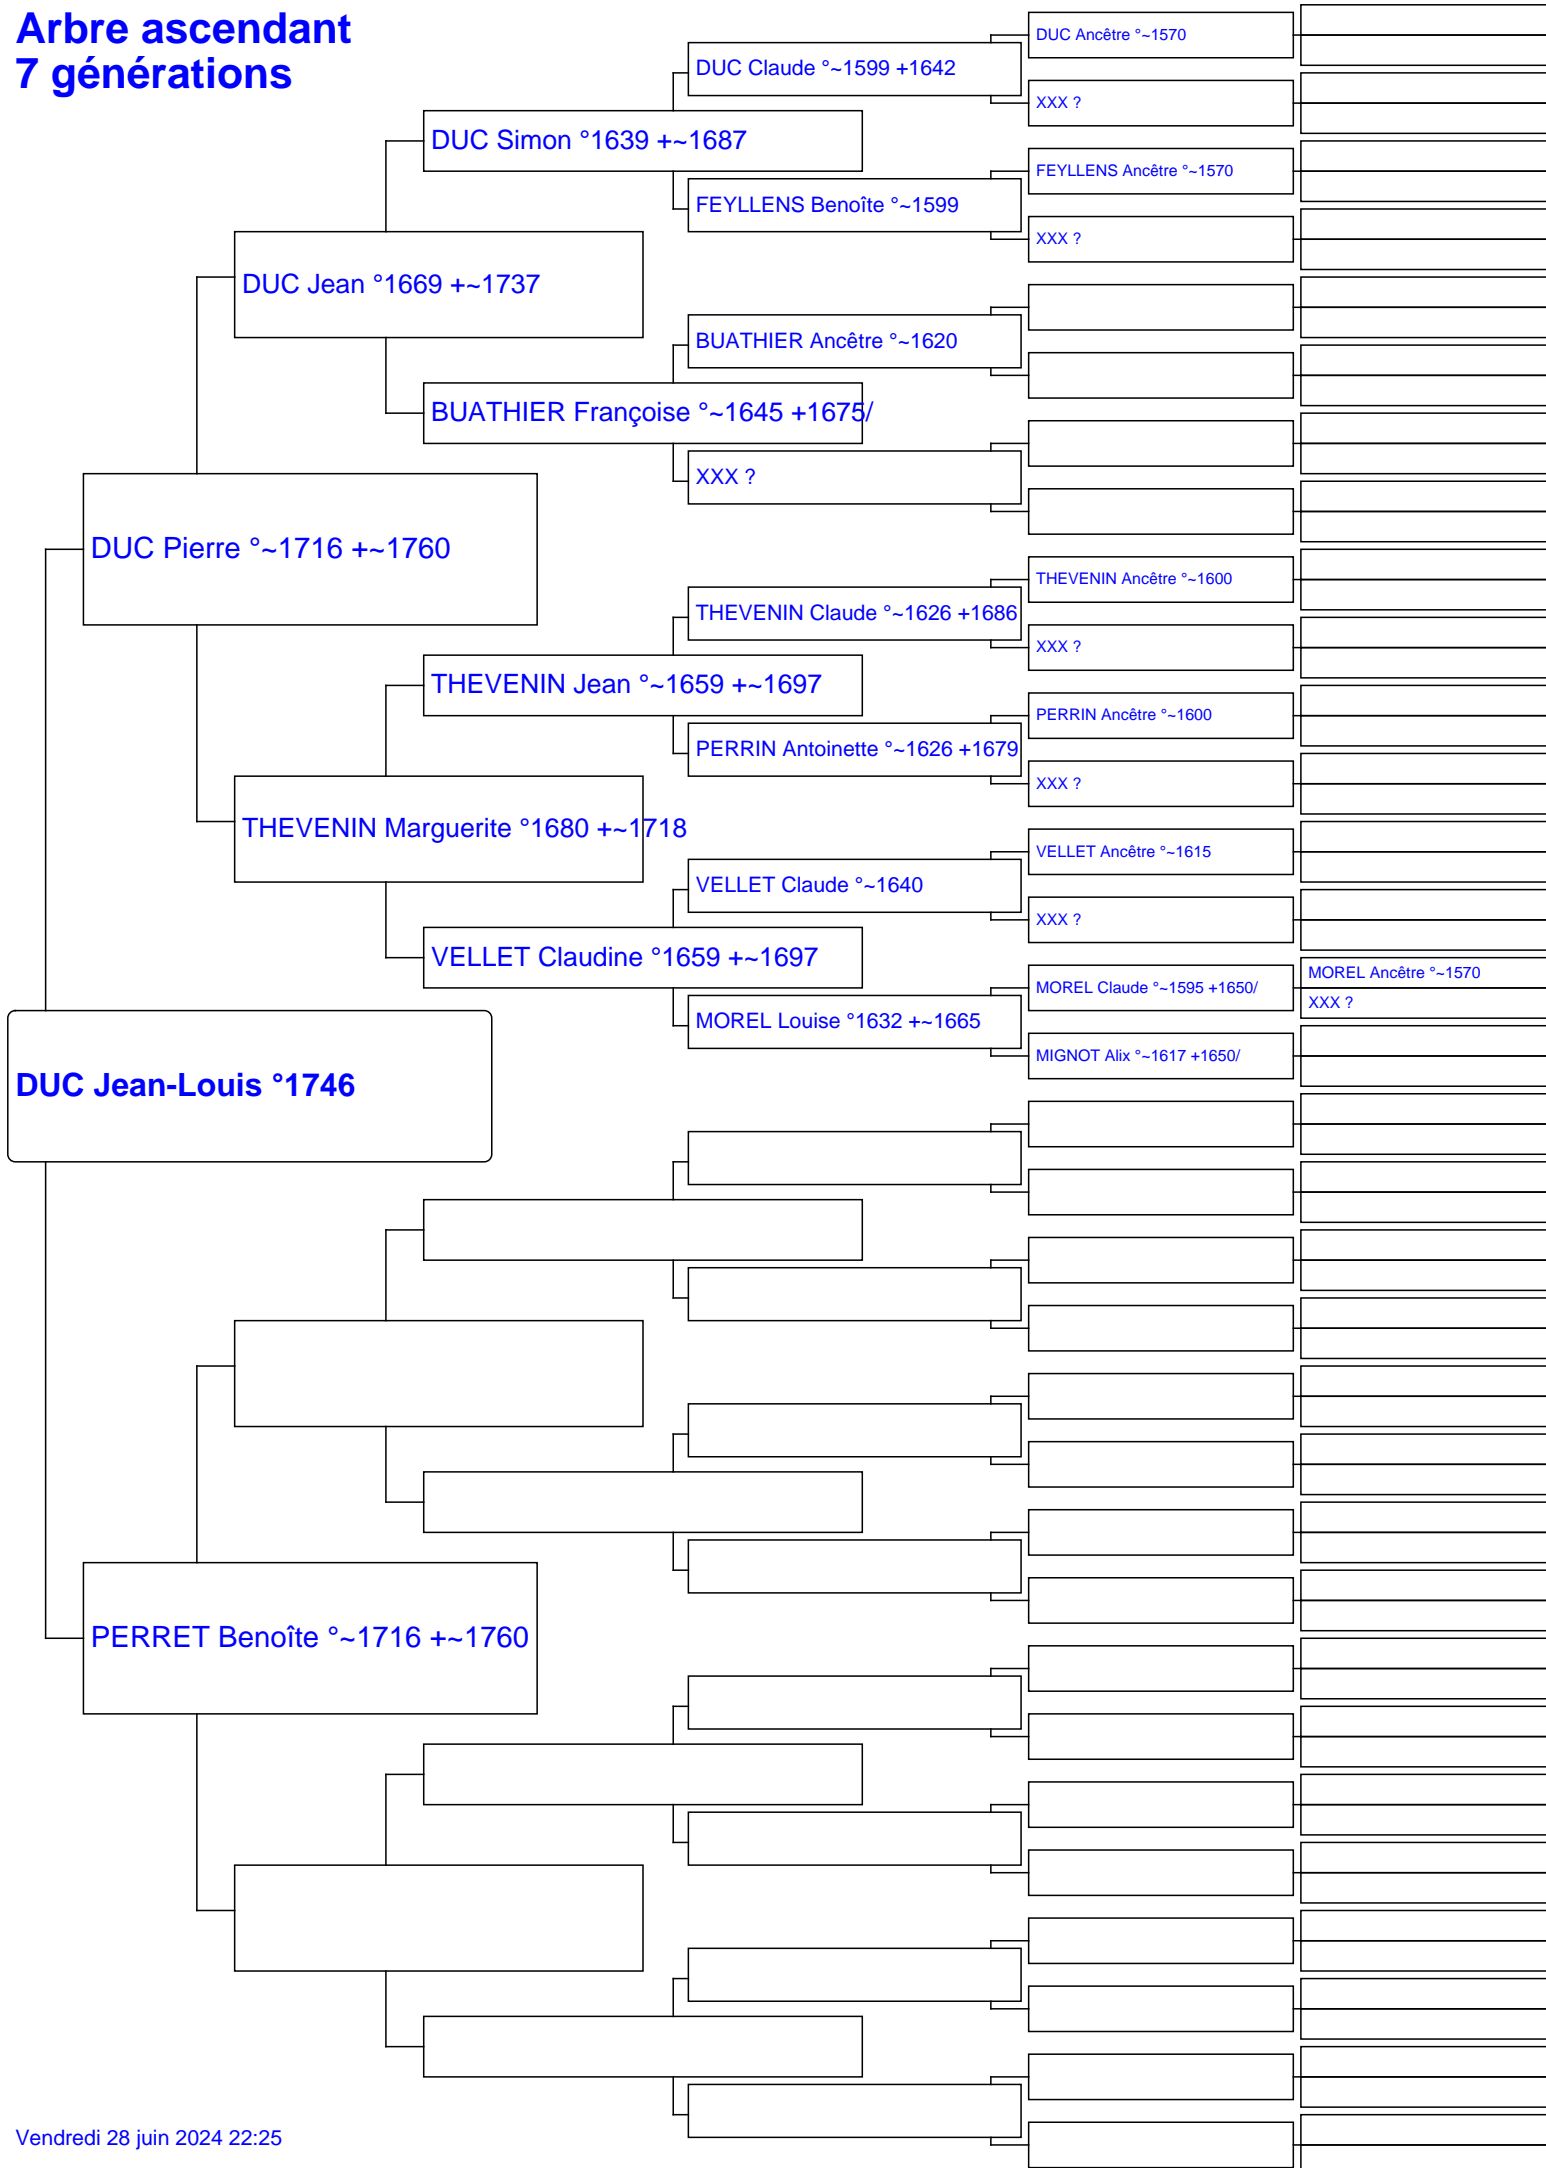 Arbre ascendant
7 générations
DUC Ancêtre °~1570
DUC Claude °~1599 +1642
XXX ?
DUC Simon °1639 +~1687
FEYLLENS Ancêtre °~1570
FEYLLENS Benoîte °~1599
XXX ?
DUC Jean °1669 +~1737
BUATHIER Ancêtre °~1620
BUATHIER Françoise °~1645 +1675/
XXX ?
DUC Pierre °~1716 +~1760
THEVENIN Ancêtre °~1600
THEVENIN Claude °~1626 +1686
XXX ?
THEVENIN Jean °~1659 +~1697
PERRIN Ancêtre °~1600
PERRIN Antoinette °~1626 +1679
XXX ?
THEVENIN Marguerite °1680 +~1718
VELLET Ancêtre °~1615
VELLET Claude °~1640
XXX ?
VELLET Claudine °1659 +~1697
MOREL Ancêtre °~1570
MOREL Claude °~1595 +1650/
XXX ?
MOREL Louise °1632 +~1665
MIGNOT Alix °~1617 +1650/
DUC Jean-Louis °1746
PERRET Benoîte °~1716 +~1760
Vendredi 28 juin 2024 22:25